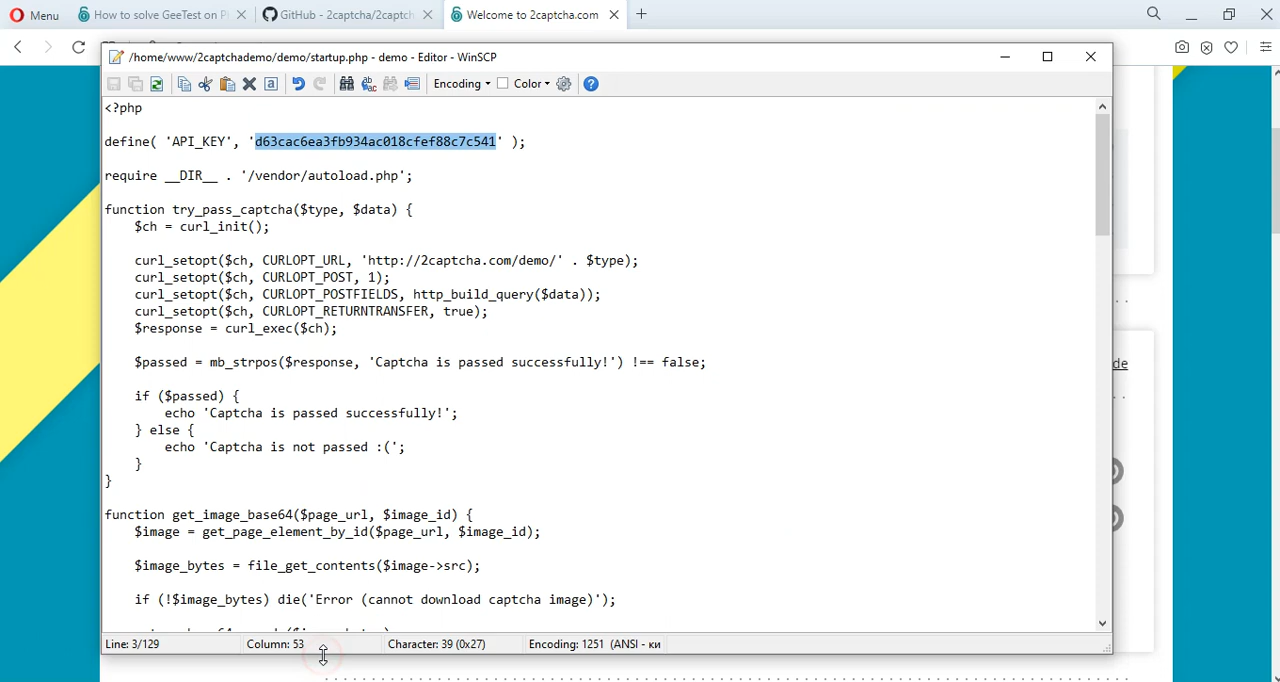 Menu
How to solve GeeTest on P
GitHub - 2captcha/2captch
Welcome to 2captcha.com
/home/www/2captchademo/demo/startup.php - demo - Editor - WinSCP
Encoding
Color
<?php
define( 'API_KEY', 'd63cac6ea3fb934ac018cfef88c7c541' );
require __DIR__ . '/vendor/autoload.php';
function try_pass_captcha($type, $data) {
$ch = curl_init();
curl_setopt($ch, CURLOPT_URL, 'http://2captcha.com/demo/' . $type);
curl_setopt($ch, CURLOPT_POST, 1);
curl_setopt($ch, CURLOPT_POSTFIELDS, http_build_query($data));
curl_setopt($ch, CURLOPT_RETURNTRANSFER, true);
$response = curl_exec($ch);
$passed = mb_strpos($response, 'Captcha is passed successfully!') !== false;
if ($passed) {
echo 'Captcha is passed successfully!';
} else {
echo 'Captcha is not passed :(';
}
}
function get_image_base64($page_url, $image_id) {
$image = get_page_element_by_id($page_url, $image_id);
$image_bytes = file_get_contents($image->src);
if (!$image_bytes) die('Error (cannot download captcha image)');
de
Line: 3/129
Column: 53
Character: 39 (0x27)
Encoding: 1251 (ANSI - ки